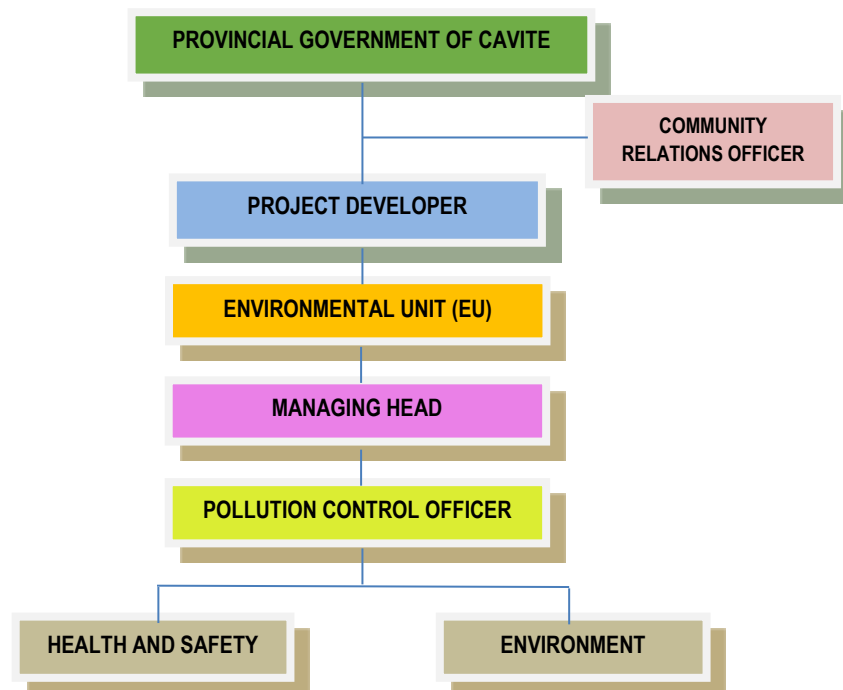 PROVINCIAL GOVERNMENT OF CAVITE
COMMUNITY
RELATIONS OFFICER
PROJECT DEVELOPER
ENVIRONMENTAL UNIT (EU)
MANAGING HEAD
POLLUTION CONTROL OFFICER
HEALTH AND SAFETY
ENVIRONMENT